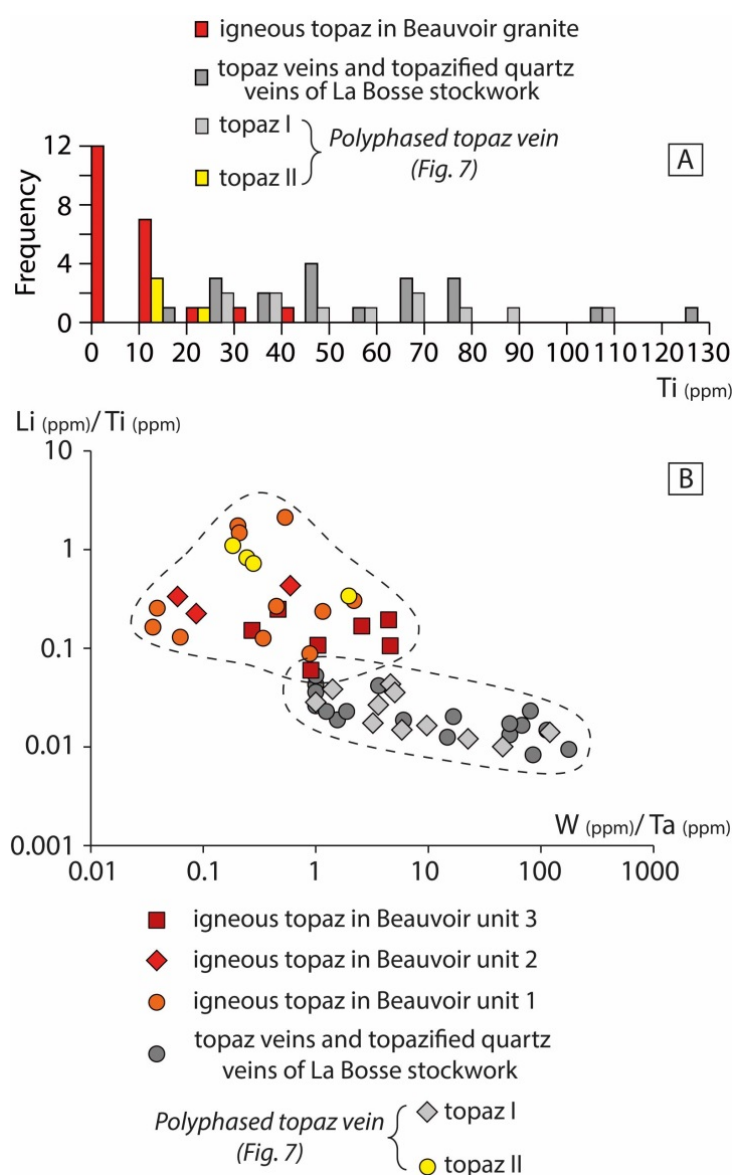 igneous topaz in Beauvoir granite
topaz veins and topazified quartz
veins of La Bosse stockwork
topaz I
topaz II
Polyphased topaz vein
(Fig. 7)
A
12
8
4
0
Frequency
0 10 20 30 40 50 60 70 80 90 100 110 120 130
Ti (ppm)
Li (ppm)/ Ti (ppm)
B
10
1
0.1
0.01
0.001
W (ppm)/ Ta (ppm)
0.01 0.1 1 10 100 1000
igneous topaz in Beauvoir unit 3
igneous topaz in Beauvoir unit 2
igneous topaz in Beauvoir unit 1
topaz veins and topazified quartz
veins of La Bosse stockwork
Polyphased topaz vein
(Fig. 7)
topaz I
topaz II